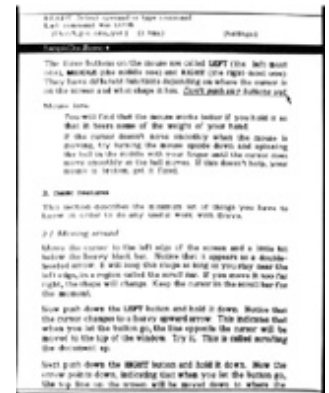 The three buttons on the mouse are called LEFT (the left most
one), MIDDLE (the middle one) and RIGHT (the right most one)
They have different functions depending on where the cursor is
on the screen and what shape it has. Don't push any buttons yet.
Mouse lore
You will find that the mouse works better if you hold it so
that it bears some of the weight of your hand
If the cursor doesn't move smoothly when the mouse is
moving, try turning the mouse upside down and spinning
the ball in the middle with your finger until the cursor does
move smoothly as the ball moves. If this doesn't help, your
mouse is broken, get it fixed.
2. Basic features
This section describes the minimum set of things you have to
know in order to do any useful work with Bravo.
2.1 Moving around
Move the cursor to the left edge of the screen and a little bit
below the heavy black bar. Notice that it appears as a double-
headed arrow. It will keep this shape as long as you stay near the
left edge, in a region called the scroll bar. If you move it too far
right, the shape will change. Keep the cursor in the scroll bar for
the moment.
Now push down the LEFT button and hold it down. Notice that
the cursor changes to a heavy upward arrow. This indicates that
when you let the button go, the line opposite the cursor will be
moved to the top of the window. Try it. This is called scrolling
the document up.
Next push down the RIGHT button and hold it down. Now the
arrow points down, indicating that when you let the button go,
the top line on the screen will be moved down to where the